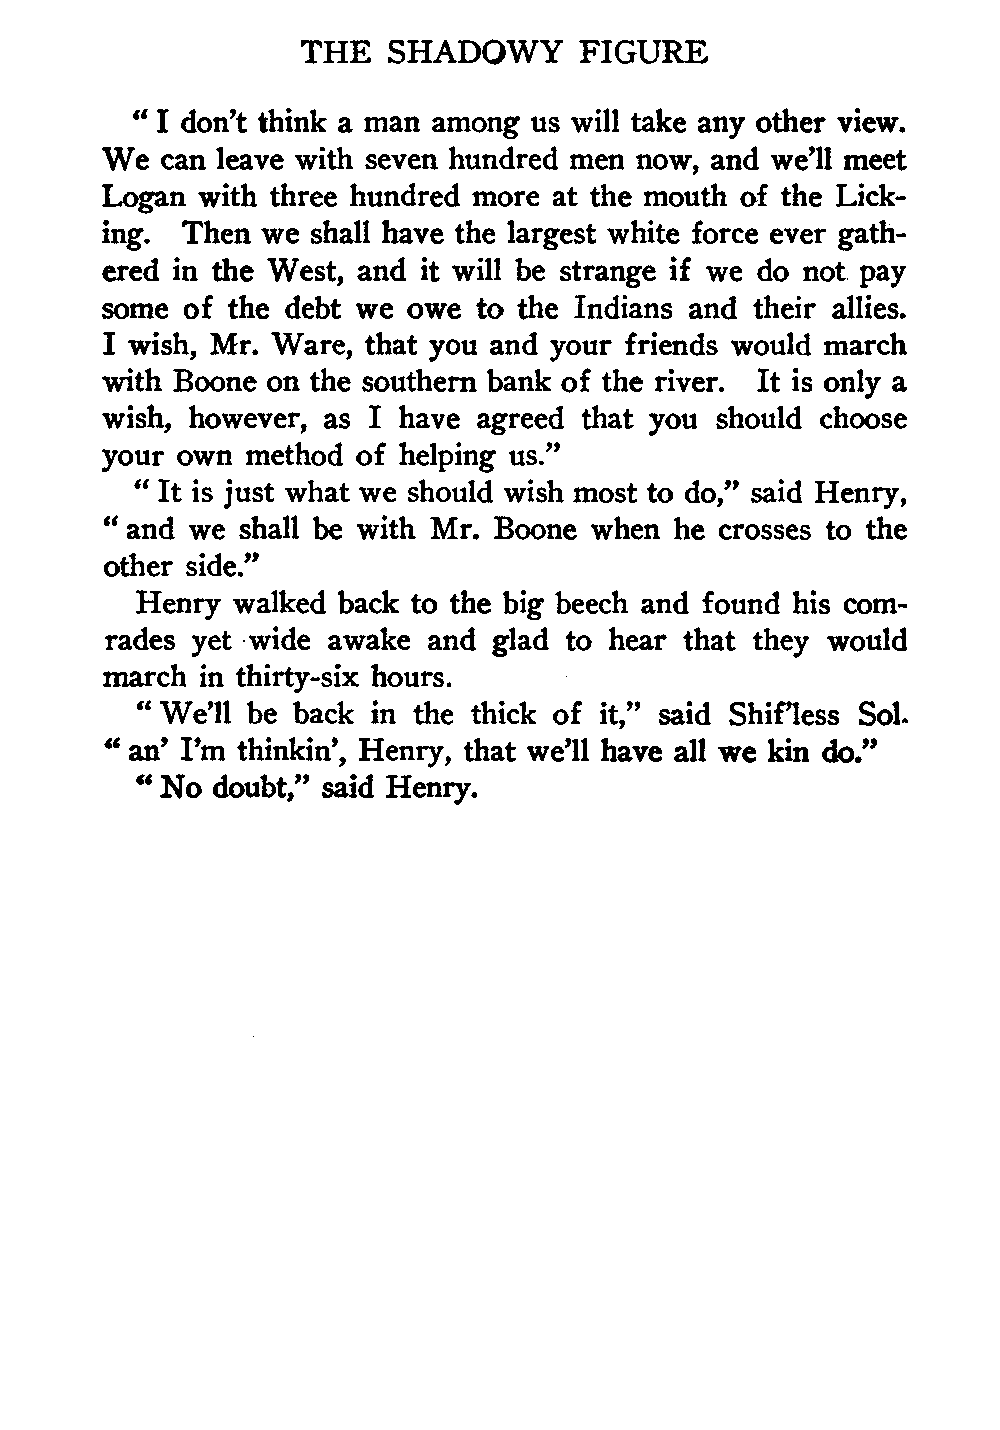 THE SHADOWY FIGURE
“ I don’t think a man among us will take any other view.
We can leave with seven hundred men now, and we’ll meet
Logan with three hundred more at the mouth of the Lick-
ing. Then we shall have the largest white force ever gath-
ered in the West, and it will be strange if we do not pay
some of the debt we owe to the Indians and their allies.
I wish, Mr. Ware, that you and your friends would march
with Boone on the southern bank of the river. It is only a
wish, however, as I have agreed that you should choose
your own method of helping us.”
“ It is just what we should wish most to do,” said Henry,
“ and we shall be with Mr. Boone when he crosses to the
other side.”
Henry walked back to the big beech and found his com-
rades yet wide awake and glad to hear that they would
march in thirty-six hours.
“ We’ll be back in the thick of it,” said Shif’less Sol.
“ an’ I’m thinkin’, Henry, that we’ll have all we kin do.”
“ No doubt,” said Henry.